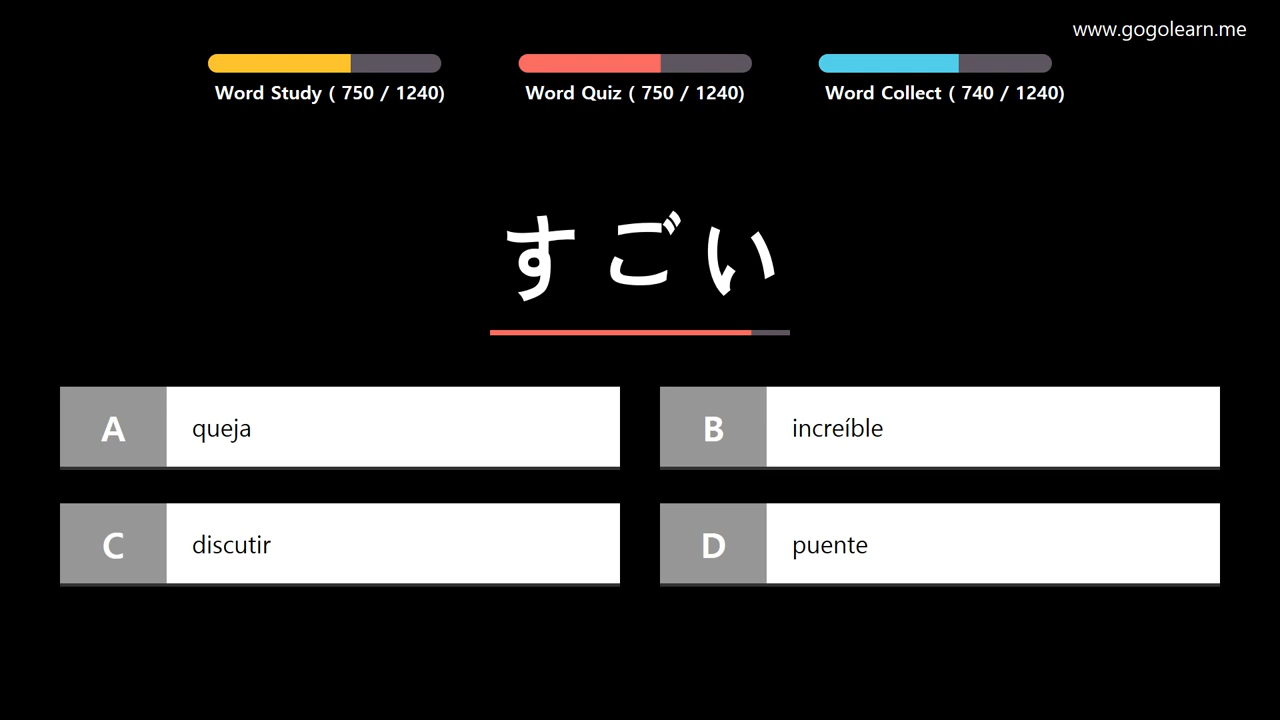 www.gogolearn.me
Word Study ( 750 / 1240)
Word Quiz ( 750 / 1240)
Word Collect ( 740 / 1240)
すごい
A queja
B increíble
C discutir
D puente